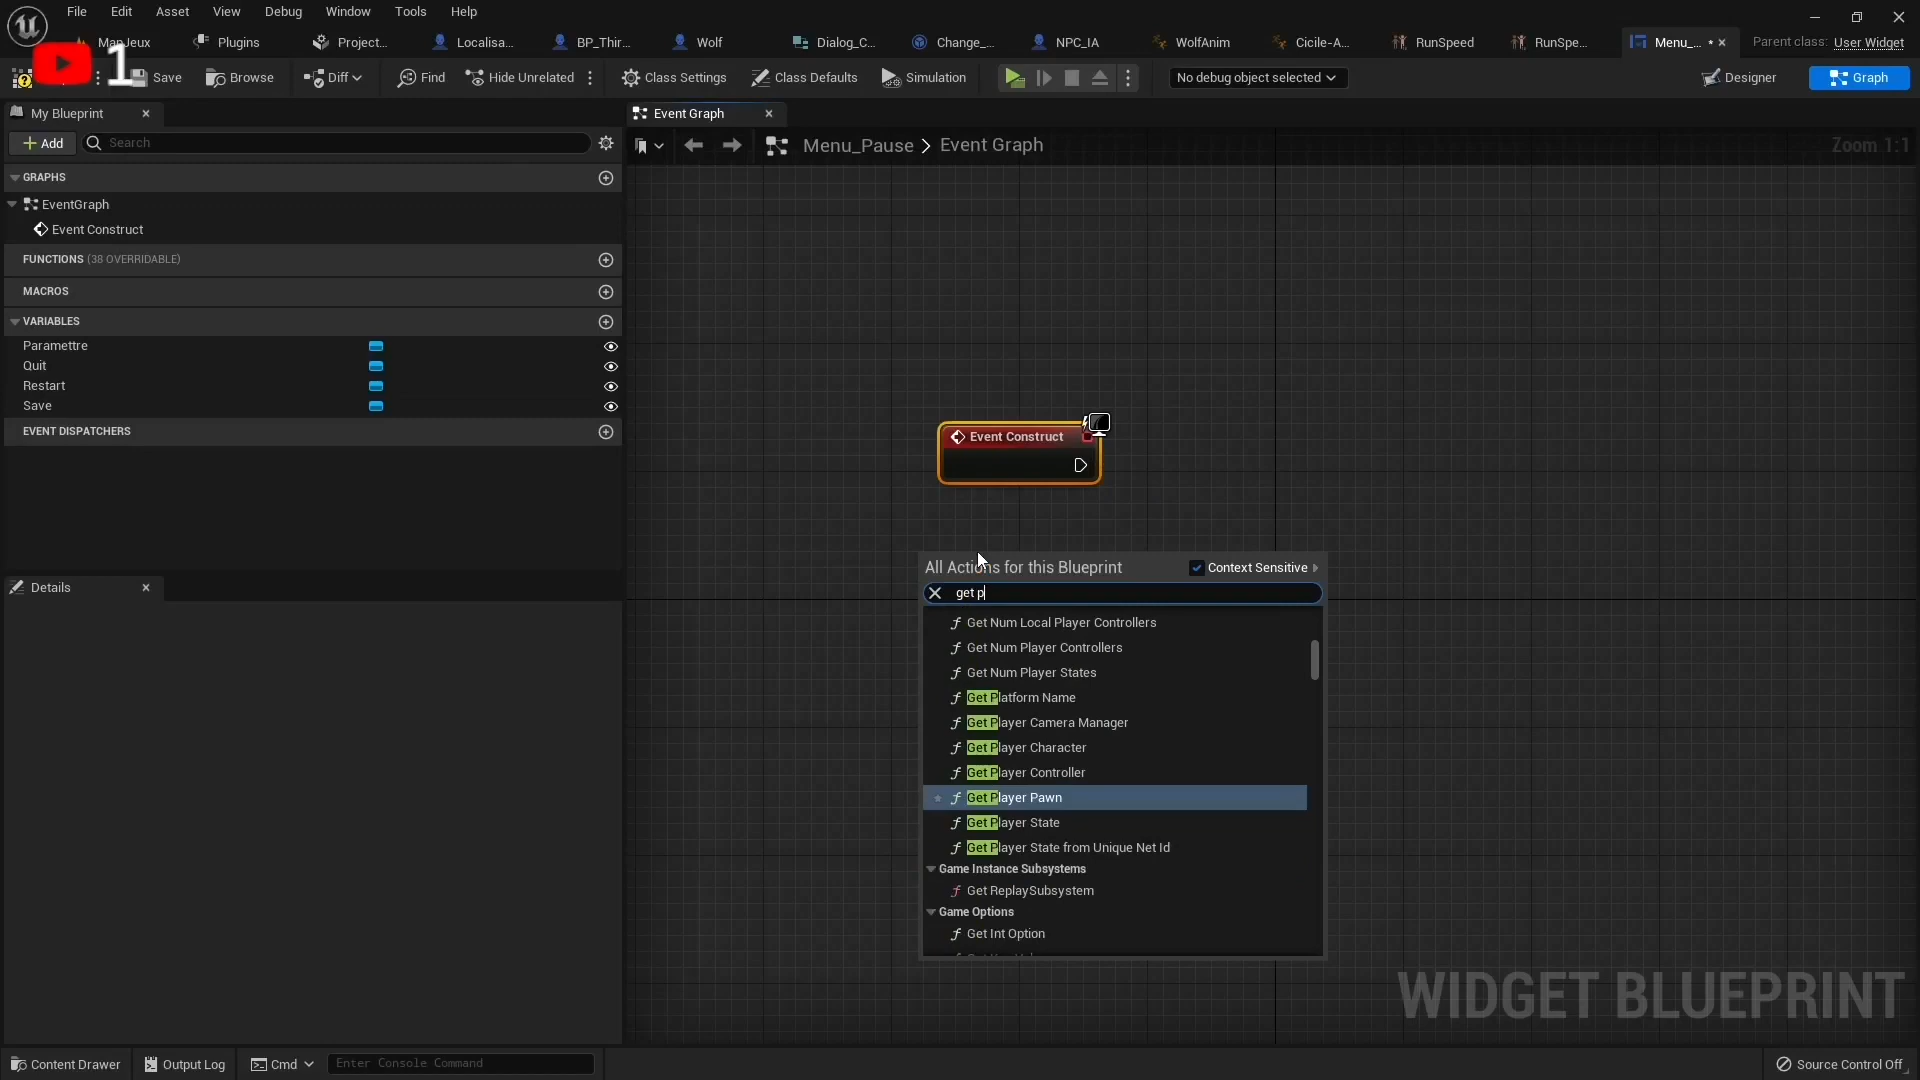 File Edit Asset View Debug Window Tools Help
MapJeux Plugins Project... Localisa... BP_Thir... Wolf Dialog_C... Change_... NPC_IA WolfAnim Cicile-A... RunSpeed RunSpe... Menu_... * Parent class: User Widget
1 Save Browse Diff Find Hide Unrelated Class Settings Class Defaults Simulation No debug object selected Designer Graph
My Blueprint Event Graph
Add Search Menu_Pause > Event Graph Zoom 1:1
GRAPHS
EventGraph
Event Construct
FUNCTIONS (38 OVERRIDABLE)
MACROS
VARIABLES
Paramettre
Quit
Restart
Save
EVENT DISPATCHERS
Event Construct
Details
All Actions for this Blueprint Context Sensitive
get p
Get Num Local Player Controllers
Get Num Player Controllers
Get Num Player States
Get Platform Name
Get Player Camera Manager
Get Player Character
Get Player Controller
Get Player Pawn
Get Player State
Get Player State from Unique Net Id
Game Instance Subsystems
Get ReplaySubsystem
Game Options
Get Int Option
WIDGET BLUEPRINT
Content Drawer Output Log Cmd Enter Console Command Source Control Off